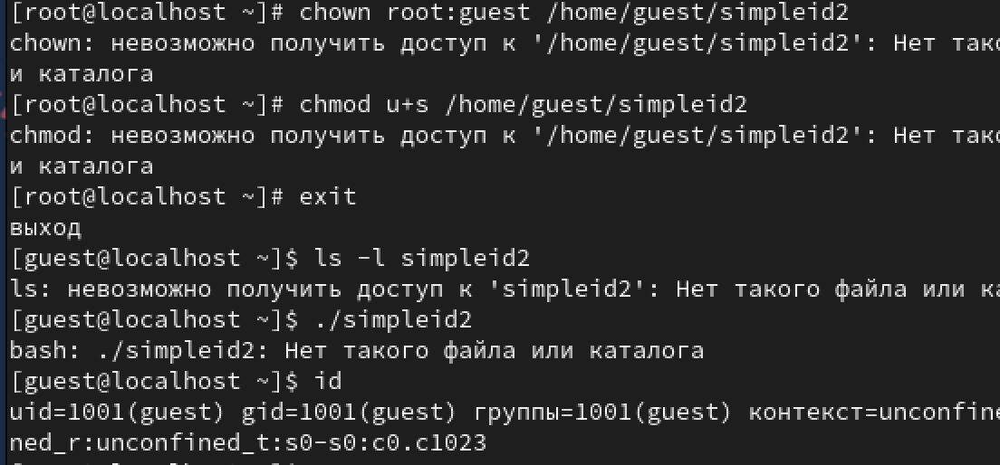 [root@localhost ~]# chown root:guest /home/guest/simpleid2
chown: невозможно получить доступ к '/home/guest/simpleid2': Нет
и каталога
[root@localhost ~]# chmod u+s /home/guest/simpleid2
chmod: невозможно получить доступ к '/home/guest/simpleid2': Нет
и каталога
[root@localhost ~]# exit
выход
[guest@localhost ~]$ ls -l simpleid2
ls: невозможно получить доступ к 'simpleid2': Нет такого файла или
[guest@localhost ~]$ ./simpleid2
bash: ./simpleid2: Нет такого файла или каталога
[guest@localhost ~]$ id
uid=1001(guest) gid=1001(guest) группы=1001(guest) контекст=unconfine
ned_r:unconfined_t:s0-s0:c0.c1023